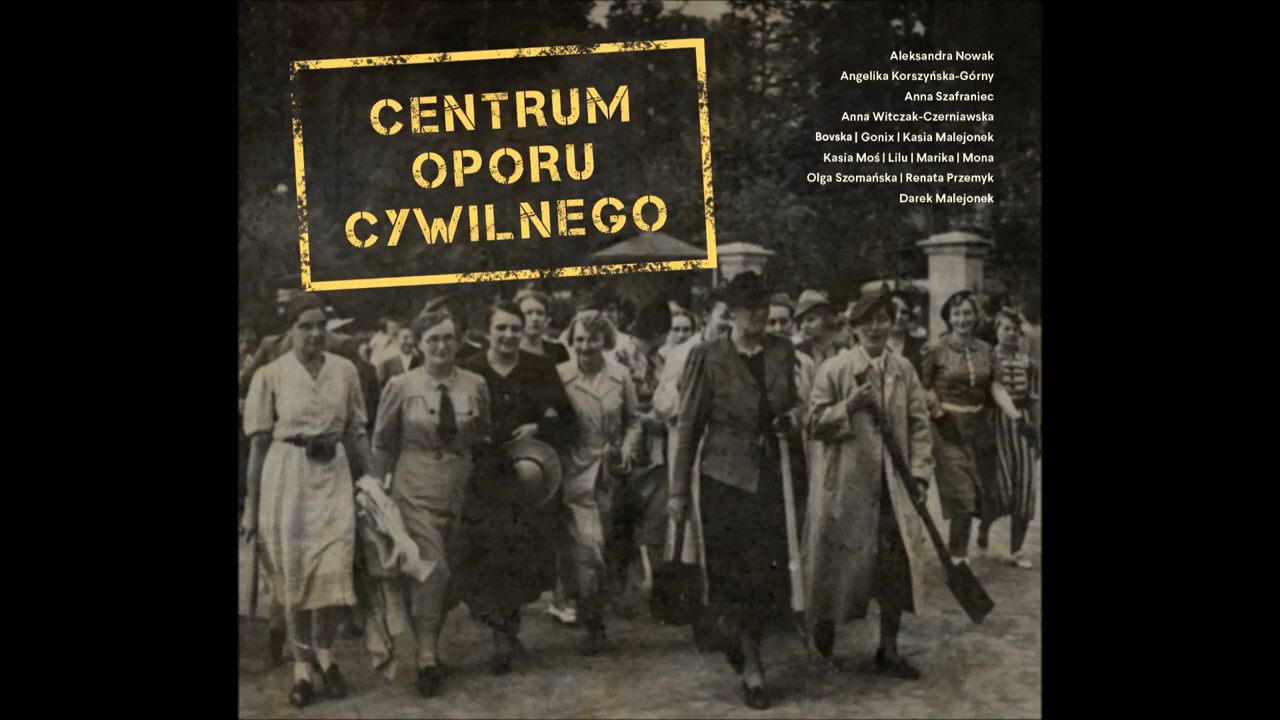 CENTRUM
OPORU
CYWILNEGO
Aleksandra Nowak
Angelika Korszyńska-Górny
Anna Szafraniec
Anna Witczak-Czerniawska
Bovska | Gonix | Kasia Malejonek
Kasia Moś | Lilu | Marika | Mona
Olga Szomańska | Renata Przemyk
Darek Malejonek